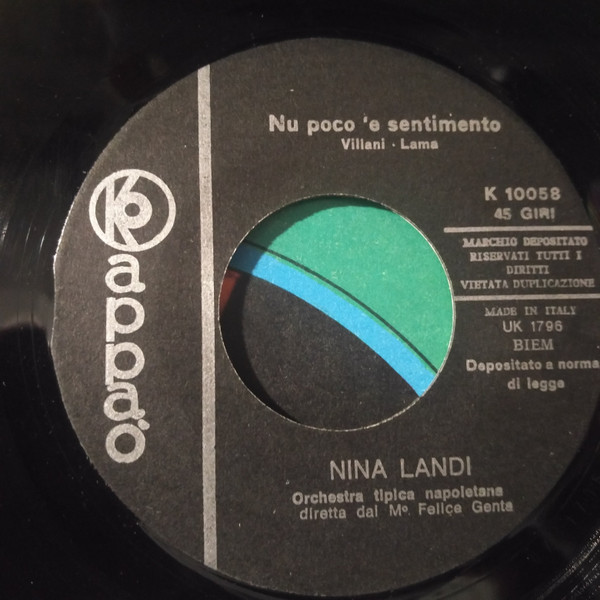 Nu poco 'e sentimento
Villani - Lama
K 10058
45 GIRI
MARCHIO DEPOSITATO
RISERVATI TUTTI I
DIRITTI
VIETATA DUPLICAZIONE
MADE IN ITALY
UK 1796
BIEM
Depositato a norma
di legge
Kappaò
NINA LANDI
Orchestra tipica napoletana
diretta dal Mº. Felice Genta